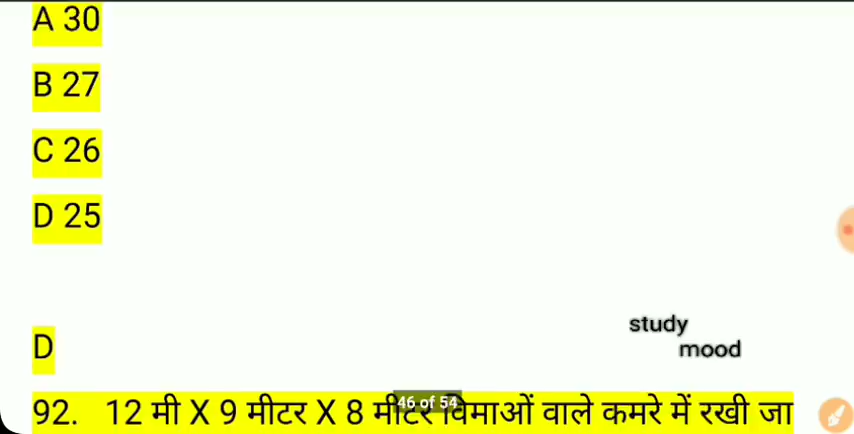 A 30
B 27
C 26
D 25
study
mood
D
46 of 54
92. 12 मी X 9 मीटर X 8 मीटर विमाओं वाले कमरे में रखी जा